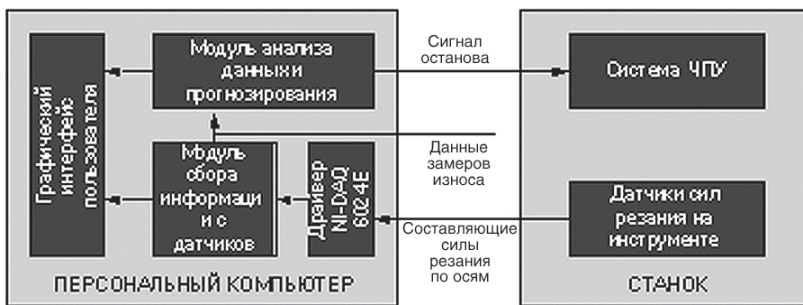 Графический
интерфейс
пользователя
Модуль анализа
данных и
прогнозирования
Модуль
сбора
информаци
и с
датчиков
Драйвер
NI-DAQ
6024E
ПЕРСОНАЛЬНЫЙ КОМПЬЮТЕР
Сигнал
останова
Данные
замеров
износа
Составляющие
силы
резания
по осям
Система ЧПУ
Датчики сил
резания на
инструменте
СТАНОК